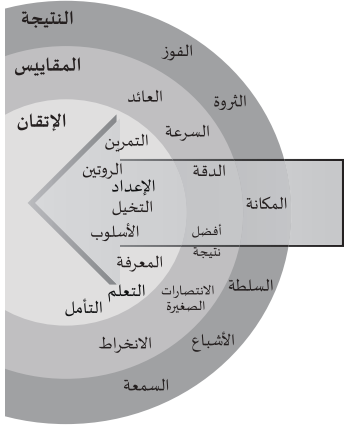 النتيجة
الفوز
المقاييس
العائد
الثروة
الإتقان
السرعة
التمرين
الروتين
الدقة
الإعداد
المكانة
التخيل
الأسلوب
أفضل
نتيجة
المعرفة
السلطة
التعلم
الانتصارات
الصغيرة
التأمل
الانخراط
الأشباع
السمعة